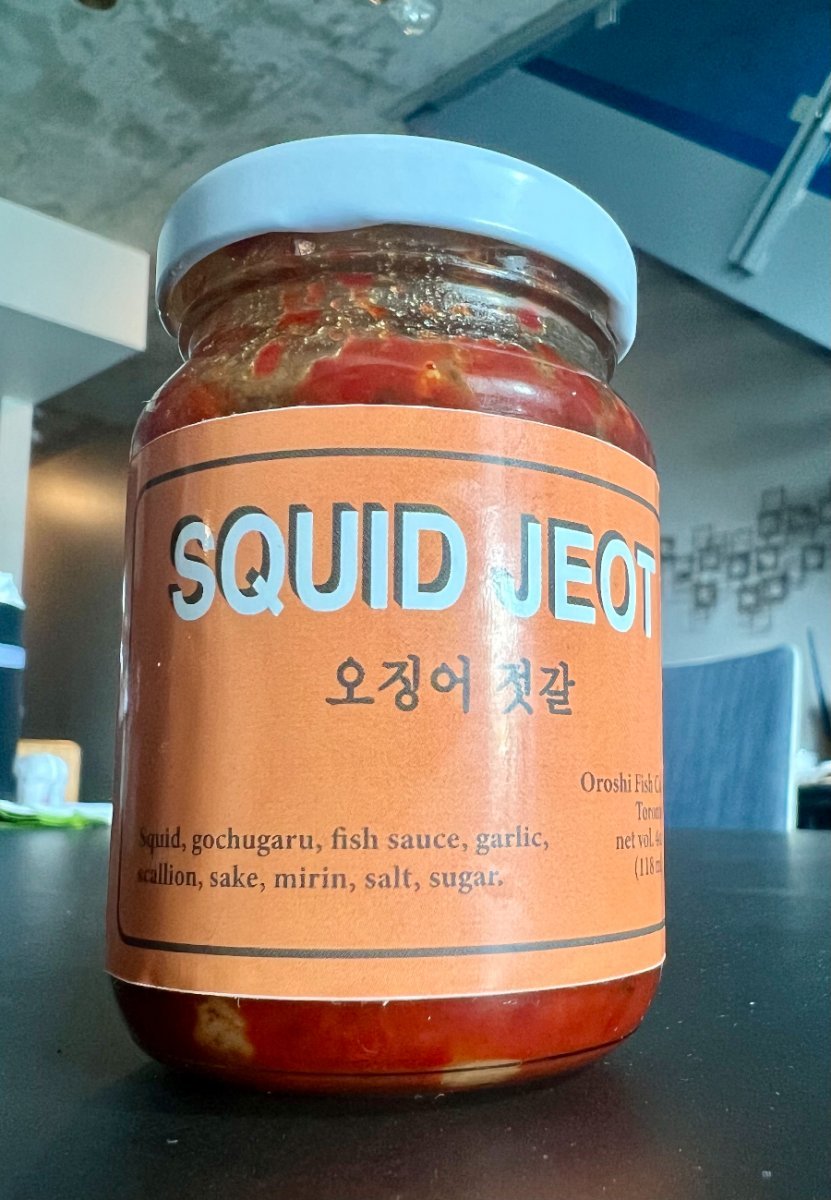 SQUID JEOT
오징어 젓갈
Oroshi Fish
net vol.
(118
Squid, gochugaru, fish sauce, garlic,
scallion, sake, mirin, salt, sugar.